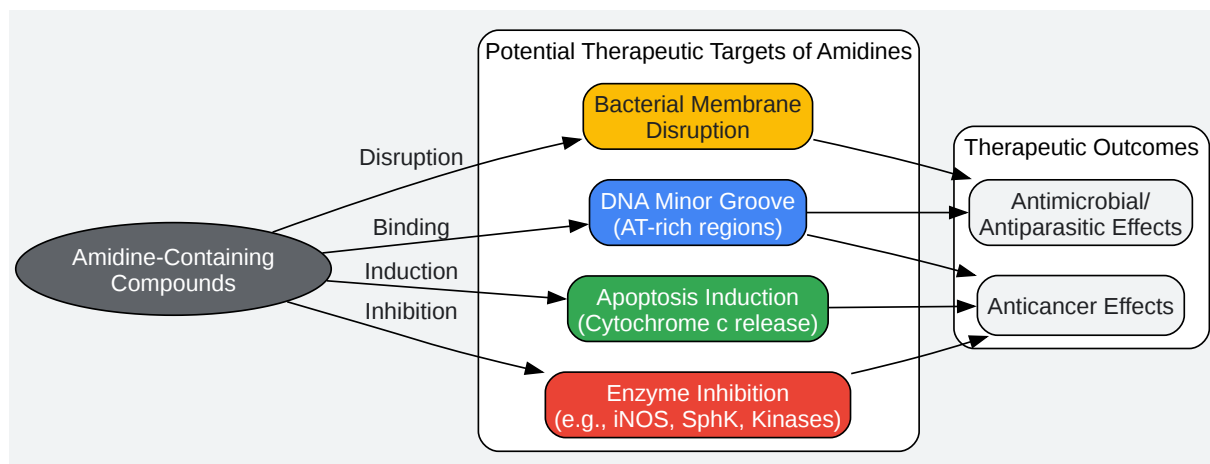 Potential Therapeutic Targets of Amidines
Bacterial Membrane
Disruption
Disruption
Therapeutic Outcomes
DNA Minor Groove
(AT-rich regions)
Antimicrobial/
Antiparasitic Effects
Binding
Amidine-Containing
Compounds
Induction
Apoptosis Induction
(Cytochrome c release)
Anticancer Effects
Inhibition
Enzyme Inhibition
(e.g., iNOS, SphK, Kinases)